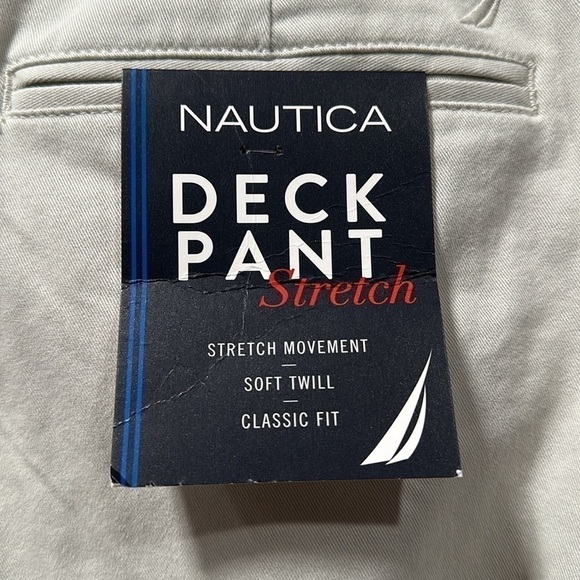 NAUTICA
DECK
PANT
Stretch
STRETCH MOVEMENT
SOFT TWILL
CLASSIC FIT